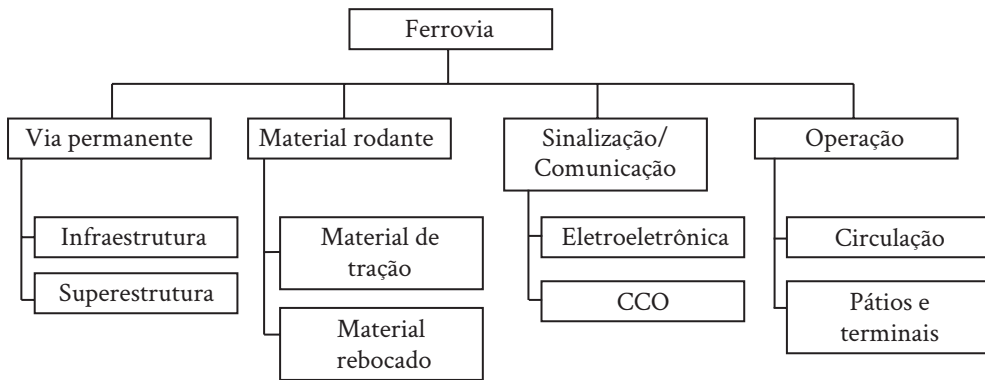 Ferrovia
Via permanente
Infraestrutura
Superestrutura
Material rodante
Material de
tração
Material
rebocado
Sinalização/
Comunicação
Eletroeletrônica
CCO
Operação
Circulação
Pátios e
terminais